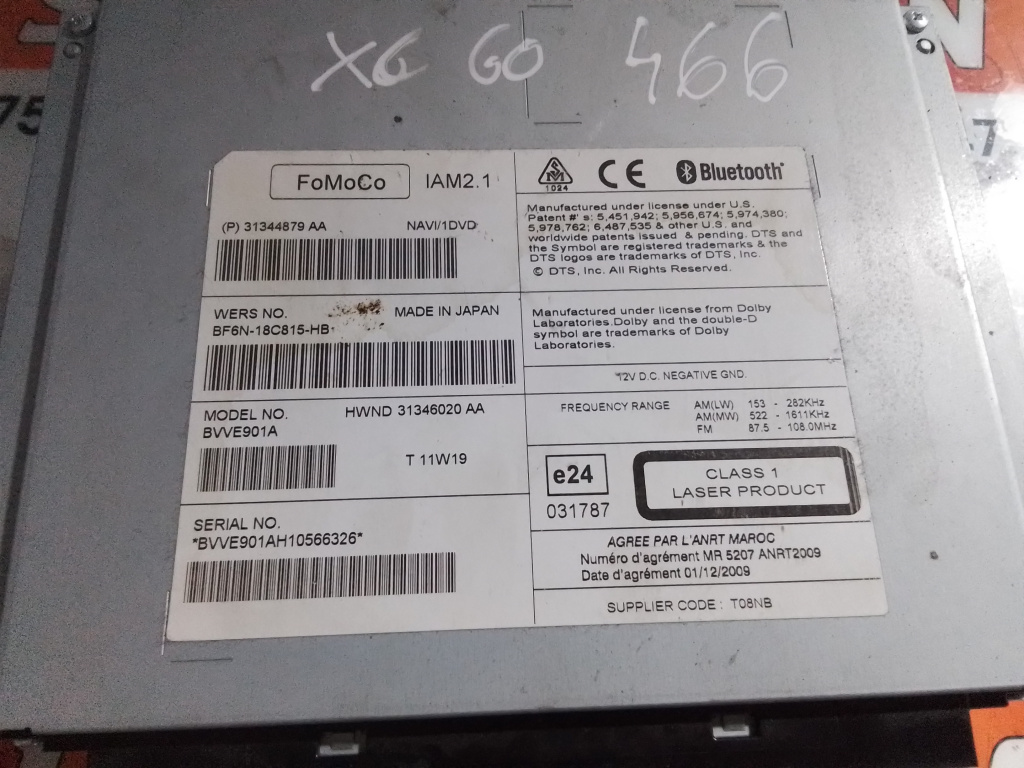 XG GO 466
FoMoCo IAM2.1
(P) 31344879 AA NAVI/1DVD
WERS NO. MADE IN JAPAN
BF6N-18C815-HB
MODEL NO. HWND 31346020 AA
BVVE901A
T 11W19
SERIAL NO.
*BVVE901AH10566326*
1024 CE Bluetooth
Manufactured under license under U.S.
Patent #' s: 5,451,942; 5,956,674; 5,974,380;
5,978,762; 6,487,535 & other U.S. and
worldwide patents issued & pending. DTS and
the Symbol are registered trademarks & the
DTS logos are trademarks of DTS, Inc.
© DTS, Inc. All Rights Reserved.
Manufactured under license from Dolby
Laboratories.Dolby and the double-D
symbol are trademarks of Dolby
Laboratories.
12V D.C. NEGATIVE GND.
FREQUENCY RANGE AM(LW) 153 - 282KHz
AM(MW) 522 - 1611KHz
FM 87.5 - 108.0MHz
e24
031787
CLASS 1
LASER PRODUCT
AGREE PAR L'ANRT MAROC
Numéro d'agrément MR 5207 ANRT2009
Date d'agrément 01/12/2009
SUPPLIER CODE : T08NB